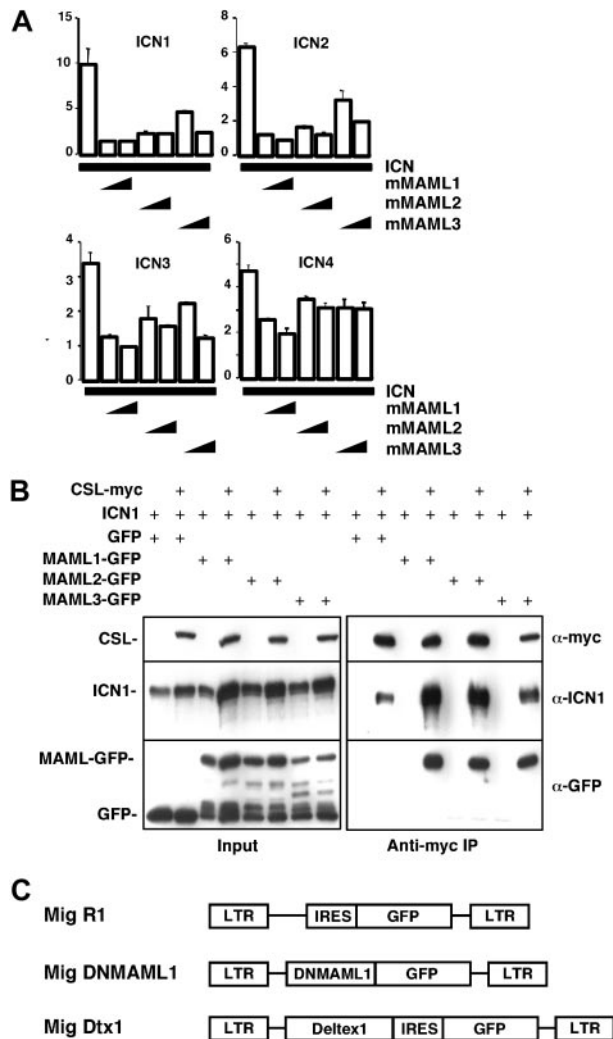 A
ICN1
15
10
5
0
ICN2
6
4
2
0
ICN
mMAML1
mMAML2
mMAML3
ICN3
4
3
2
1
0
ICN4
6
4
2
0
ICN
mMAML1
mMAML2
mMAML3
B
CSL-myc + + + + + + + +
ICN1 + + + + + + + + + + + + + + + +
GFP + + + +
MAML1-GFP + + + +
MAML2-GFP + + + +
MAML3-GFP + + + +
CSL- α-myc
ICN1- α-ICN1
MAML-GFP- α-GFP
GFP-
Input Anti-myc IP
C
Mig R1 LTR IRES GFP LTR
Mig DNMAML1 LTR DNMAML1 GFP LTR
Mig Dtx1 LTR Deltex1 IRES GFP LTR